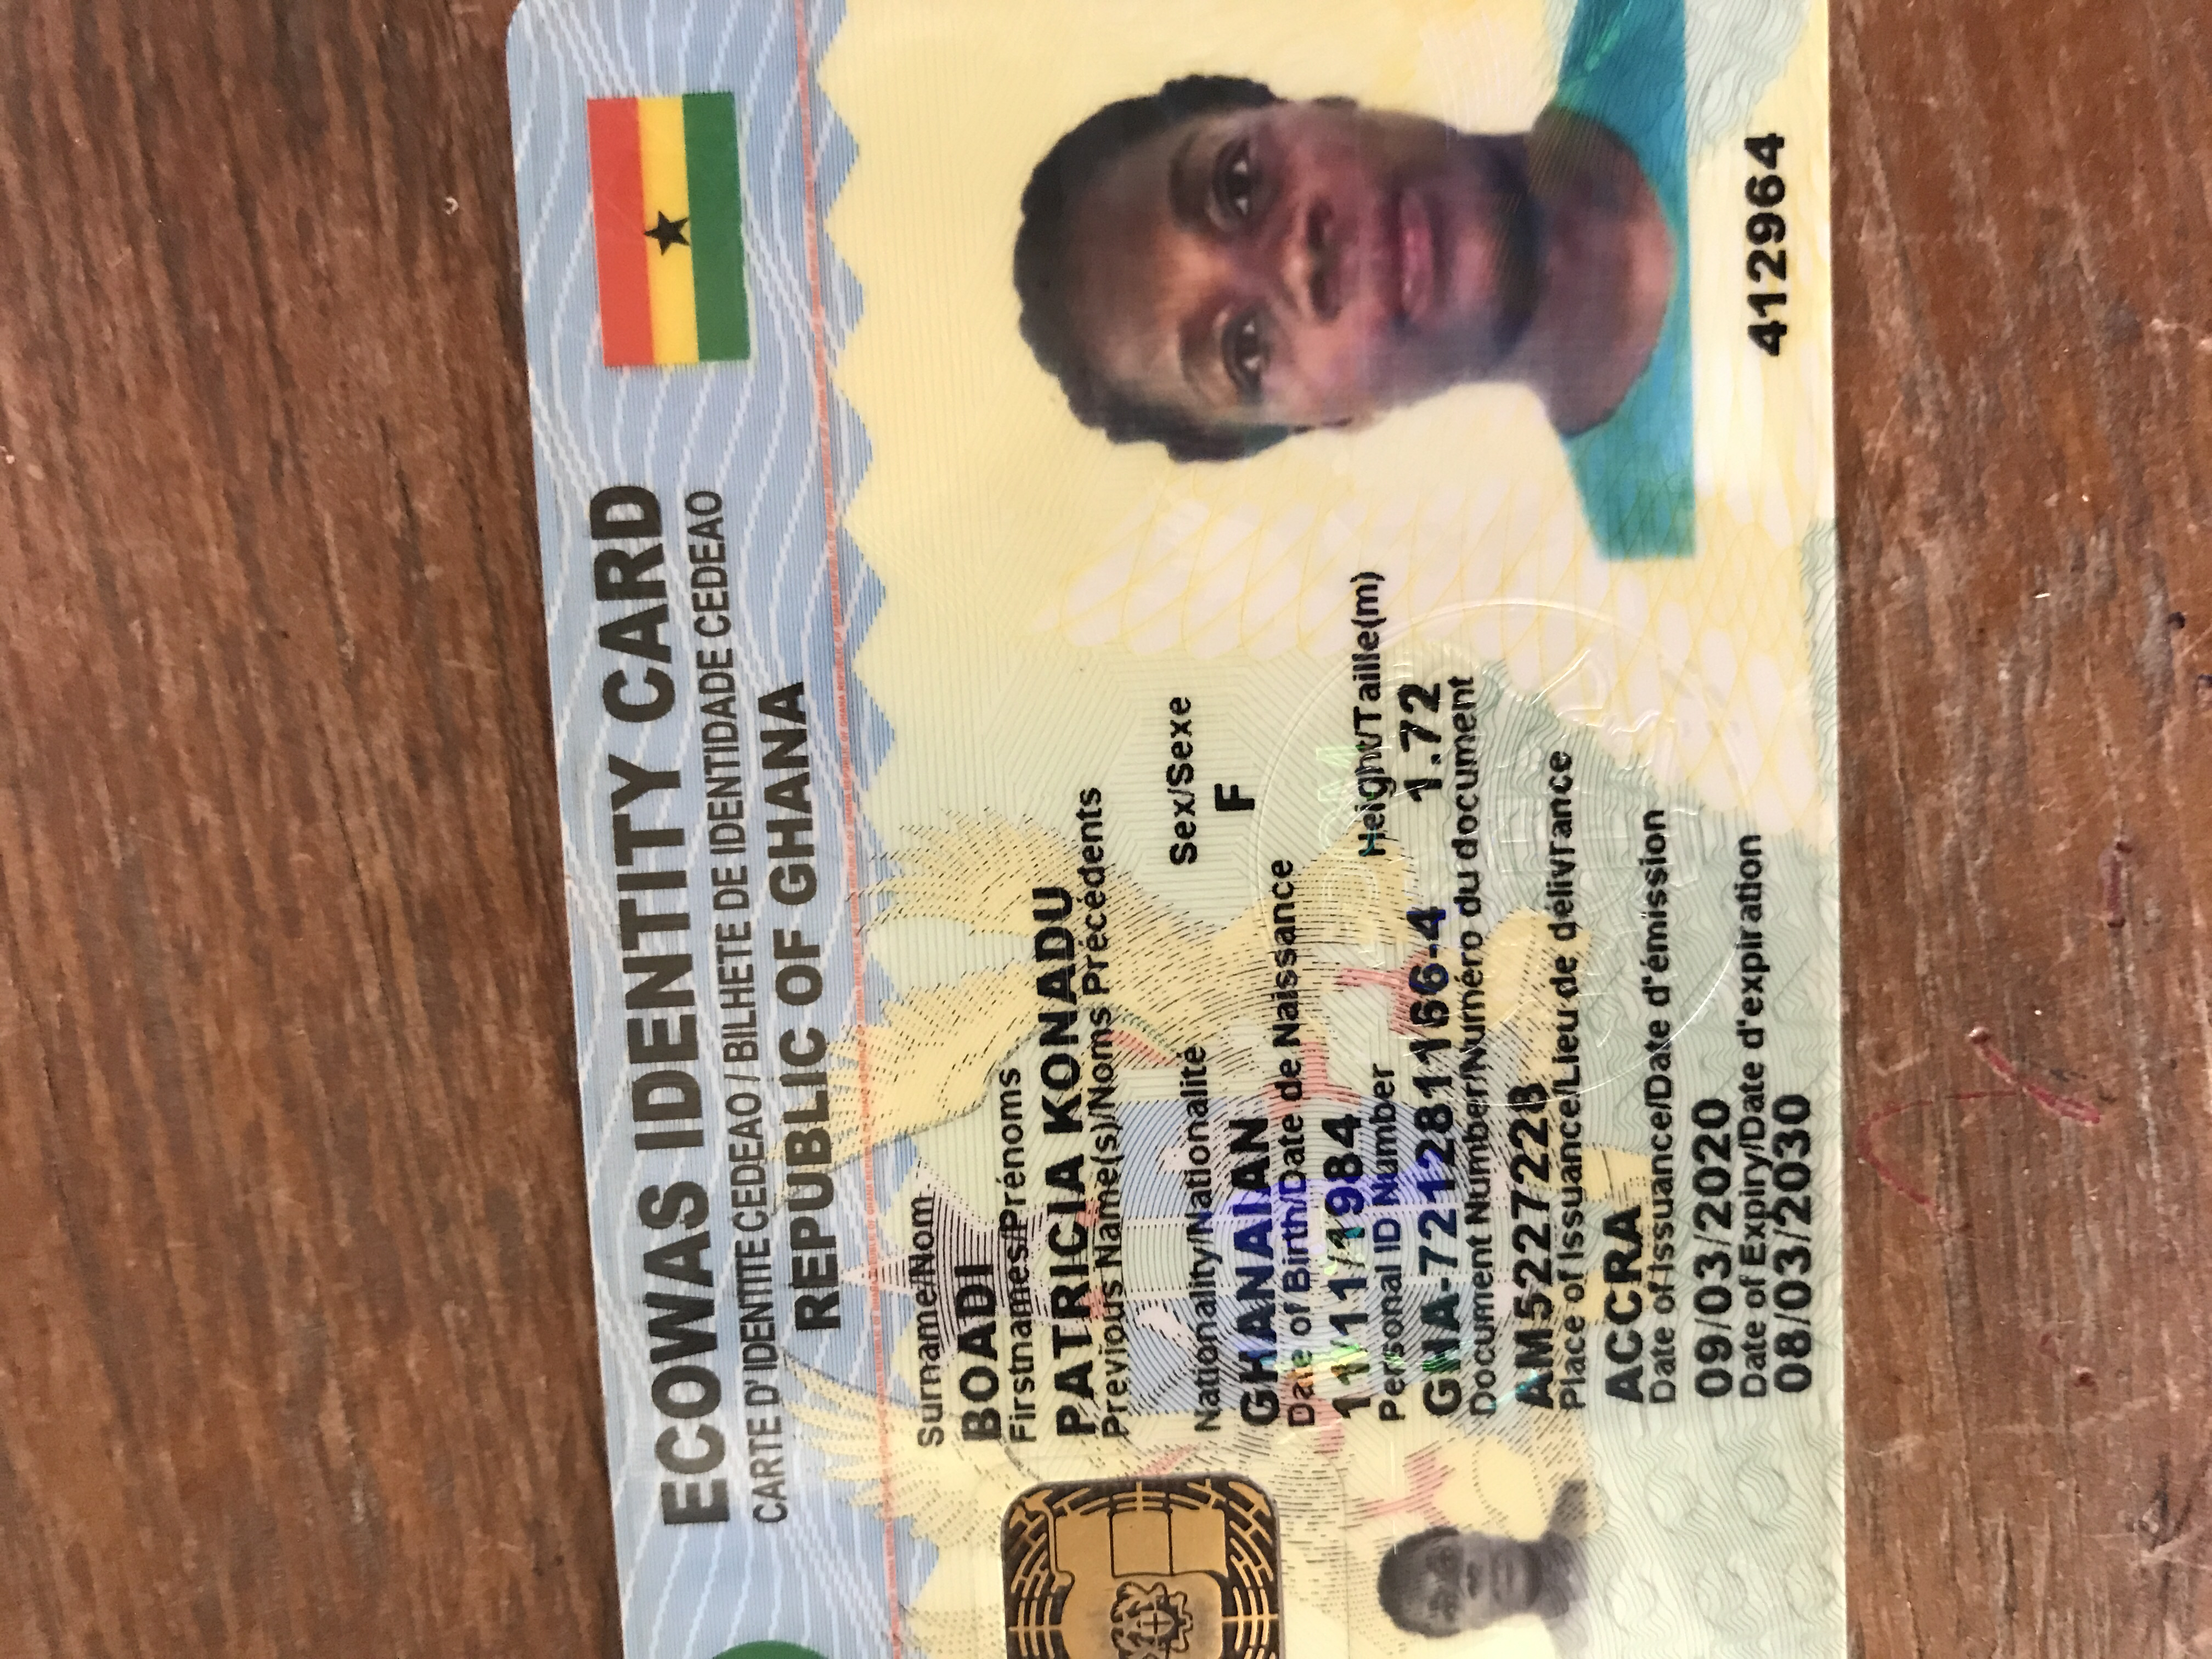 ECOWAS IDENTITY CARD
CARTE D' IDENTITE CEDEAO / BILHETE DE IDENTIDADE CEDEAO
REPUBLIC OF GHANA
Surname/Nom
BOADI
Firstnames/Prénoms
PATRICIA KONADU
Previous Name(s)/Noms Précédents
Nationality/Nationalité
Sex/Sexe
GHANAIAN
F
Date of Birth/Date de Naissance
11/11/1984
Personal ID Number
Height/Taille(m)
GHA-721281166-4
1.72
Document Number/Numéro du document
AM5227228
Place of Issuance/Lieu de délivrance
ACCRA
Date of Issuance/Date d'émission
09/03/2020
Date of Expiry/Date d'expiration
08/03/2030
412964